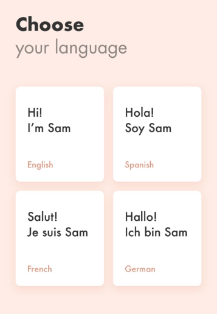 Choose
your language
Hi!
I'm Sam
English
Hola!
Soy Sam
Spanish
Salut!
Je suis Sam
French
Hallo!
Ich bin Sam
German